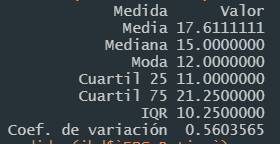 Medida Valor
Media 17.6111111
Mediana 15.0000000
Moda 12.0000000
Cuartil 25 11.0000000
Cuartil 75 21.2500000
IQR 10.2500000
Coef. de variación 0.5603565